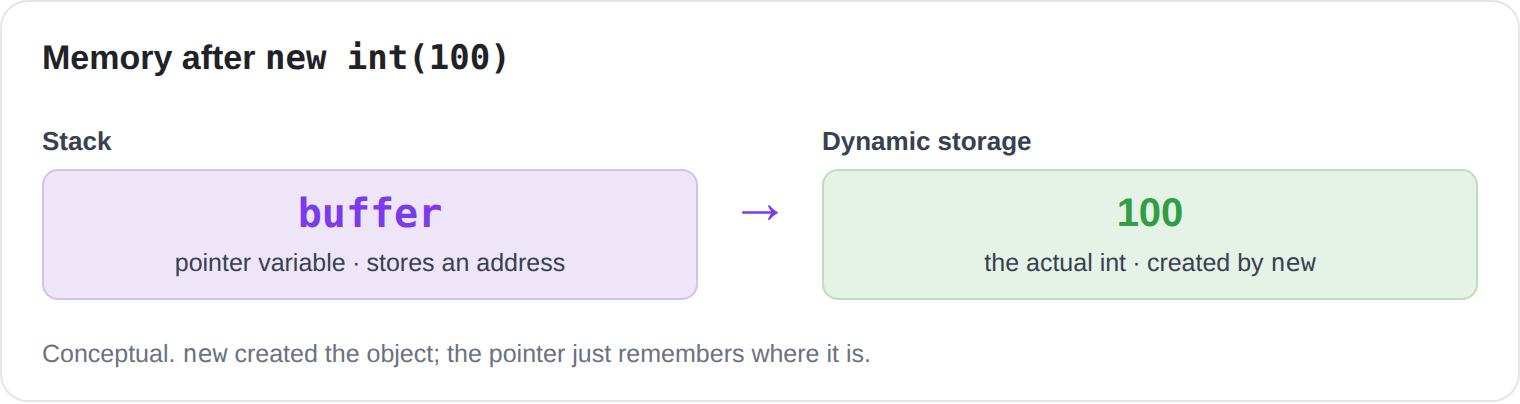 Memory after new int(100)
Stack
Dynamic storage
buffer
→
100
pointer variable · stores an address
the actual int · created by new
Conceptual. new created the object; the pointer just remembers where it is.